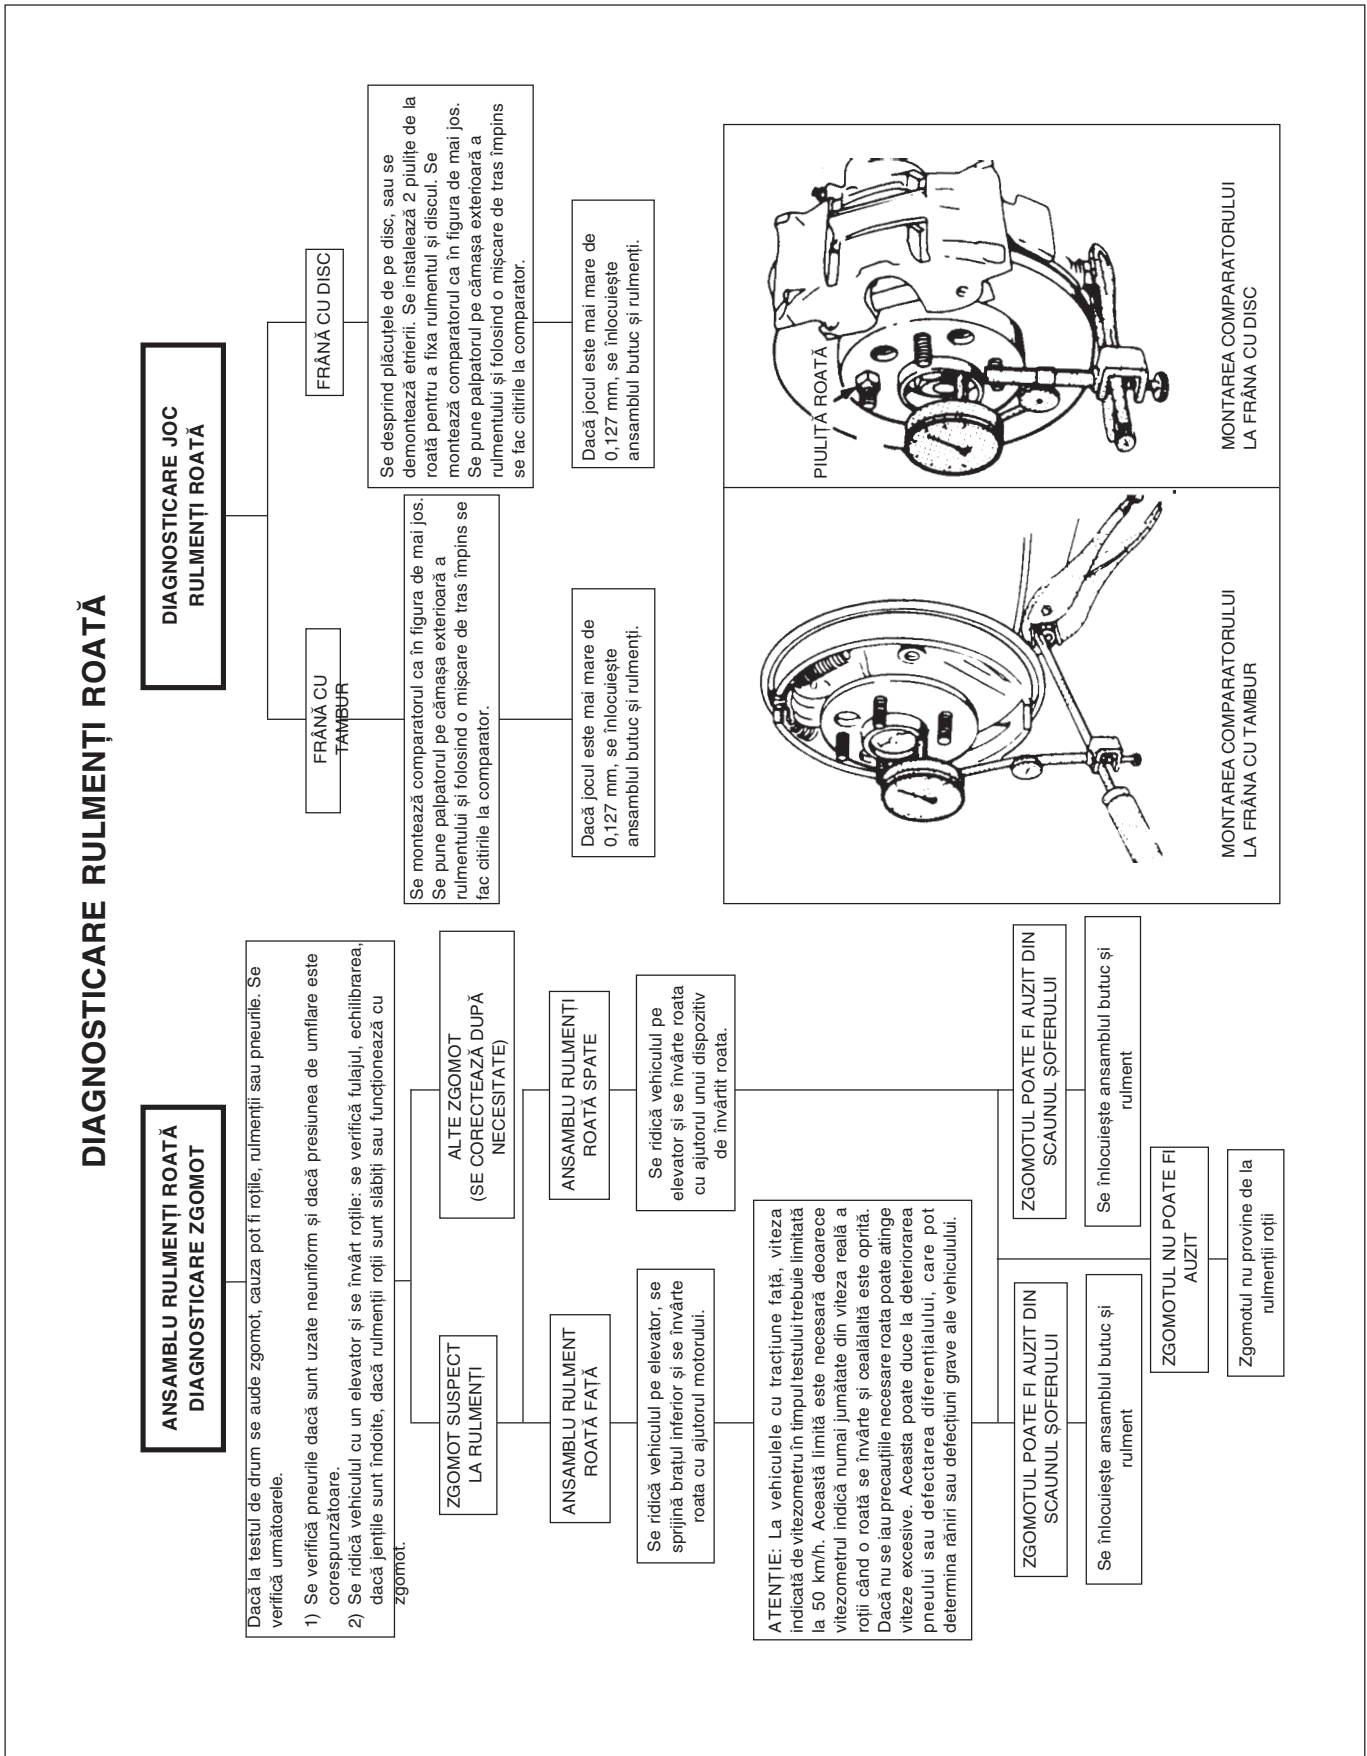 DIAGNOSTICARE RULMENȚI ROATĂ
ANSAMBLU RULMENȚI ROATĂ
DIAGNOSTICARE ZGOMOT
Dacă la testul de drum se aude zgomot, cauza pot fi roțile, rulmenții sau pneurile. Se
verifică următoarele.
1) Se verifică pneurile dacă sunt uzate neuniform și dacă presiunea de umflare este
corespunzătoare.
2) Se ridică vehiculul cu un elevator și se învârt roțile: se verifică fulajul, echilibrarea,
dacă jențile sunt îndoite, dacă rulmenții roții sunt slăbiți sau funcționează cu
zgomot.
ZGOMOT SUSPECT
LA RULMENȚI
ALTE ZGOMOT
(SE CORECTEAZĂ DUPĂ
NECESITATE)
ANSAMBLU RULMENT
ROATĂ FAȚĂ
ANSAMBLU RULMENȚI
ROATĂ SPATE
Se ridică vehiculul pe elevator, se
sprijină brațul inferior și se învârte
roata cu ajutorul motorului.
Se ridică vehiculul pe
elevator și se învârte roata
cu ajutorul unui dispozitiv
de învârtit roata.
ATENȚIE: La vehiculele cu tracțiune față, viteza
indicată de vitezometru în timpul testului trebuie limitată
la 50 km/h. Această limită este necesară deoarece
vitezometrul indică numai jumătate din viteza reală a
roții când o roată se învârte și cealălaltă este oprită.
Dacă nu se iau precauțiile necesare roata poate atinge
viteze excesive. Aceasta poate duce la deteriorarea
pneului sau defectarea diferențialului, care pot
determina răniri sau defecțiuni grave ale vehiculului.
ZGOMOTUL POATE FI AUZIT DIN
SCAUNUL ȘOFERULUI
ZGOMOTUL POATE FI AUZIT DIN
SCAUNUL ȘOFERULUI
Se înlocuiește ansamblul butuc și
rulment
Se înlocuiește ansamblul butuc și
rulment
ZGOMOTUL NU POATE FI
AUZIT
Zgomotul nu provine de la
rulmenții roții
DIAGNOSTICARE JOC
RULMENȚI ROATĂ
FRÂNĂ CU
TAMBUR
FRÂNĂ CU DISC
Se montează comparatorul ca în figura de mai jos.
Se pune palpatorul pe cămașa exterioară a
rulmentului și folosind o mișcare de tras împins se
fac citirile la comparator.
Se desprind plăcuțele de pe disc, sau se
demontează etrierii. Se instalează 2 piulițe de la
roată pentru a fixa rulmentul și discul. Se
montează comparatorul ca în figura de mai jos.
Se pune palpatorul pe cămașa exterioară a
rulmentului și folosind o mișcare de tras împins
se fac citirile la comparator.
Dacă jocul este mai mare de
0,127 mm, se înlocuiește
ansamblul butuc și rulmenți.
Dacă jocul este mai mare de
0,127 mm, se înlocuiește
ansamblul butuc și rulmenți.
PIULIȚĂ ROATĂ
MONTAREA COMPARATORULUI
LA FRÂNA CU TAMBUR
MONTAREA COMPARATORULUI
LA FRÂNA CU DISC